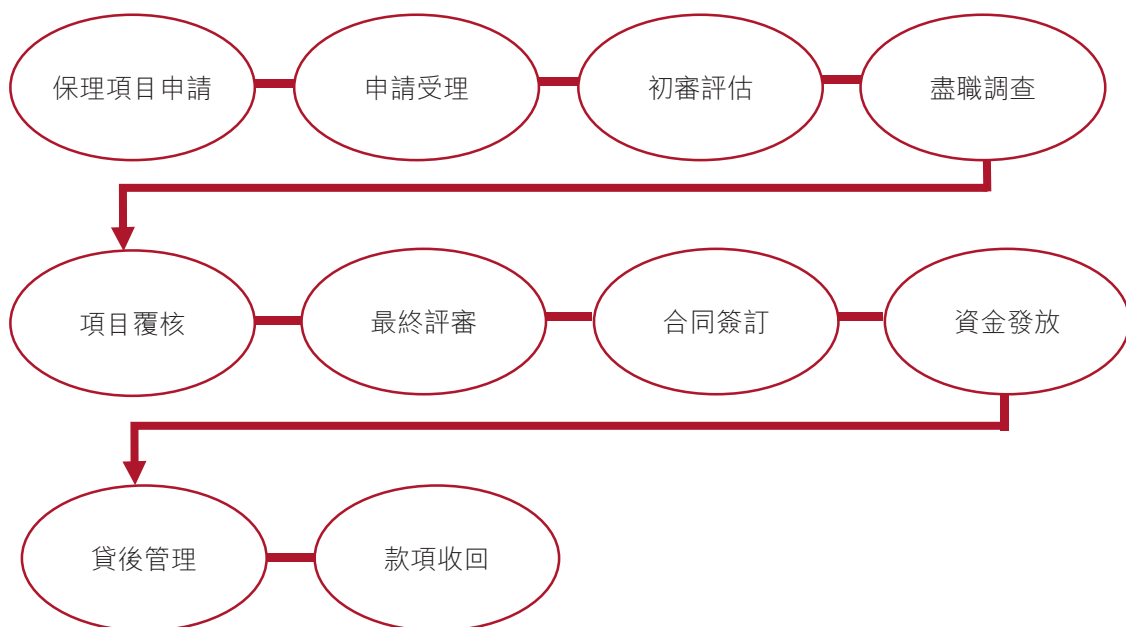 保理項目申請
申請受理
初審評估
盡職調查
項目覆核
最終評審
合同簽訂
資金發放
貸後管理
款項收回